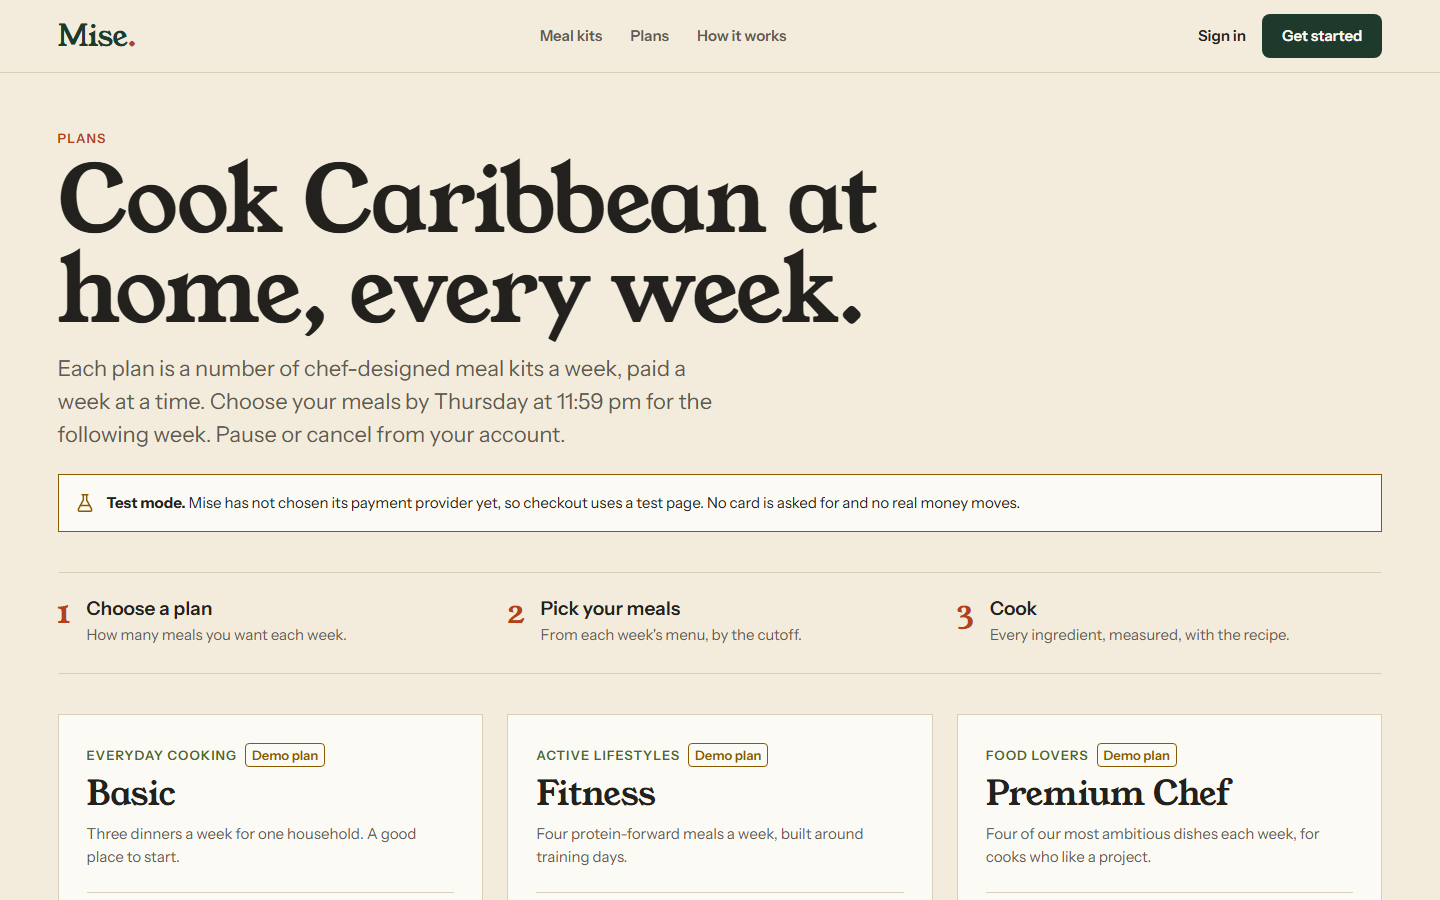 Mise.
Meal kits
Plans
How it works
Sign in
Get started
PLANS
Cook Caribbean at
home, every week.
Each plan is a number of chef-designed meal kits a week, paid a
week at a time. Choose your meals by Thursday at 11:59 pm for the
following week. Pause or cancel from your account.
Test mode. Mise has not chosen its payment provider yet, so checkout uses a test page. No card is asked for and no real money moves.
1
Choose a plan
How many meals you want each week.
2
Pick your meals
From each week's menu, by the cutoff.
3
Cook
Every ingredient, measured, with the recipe.
EVERYDAY COOKING
Demo plan
Basic
Three dinners a week for one household. A good
place to start.
ACTIVE LIFESTYLES
Demo plan
Fitness
Four protein-forward meals a week, built around
training days.
FOOD LOVERS
Demo plan
Premium Chef
Four of our most ambitious dishes each week, for
cooks who like a project.